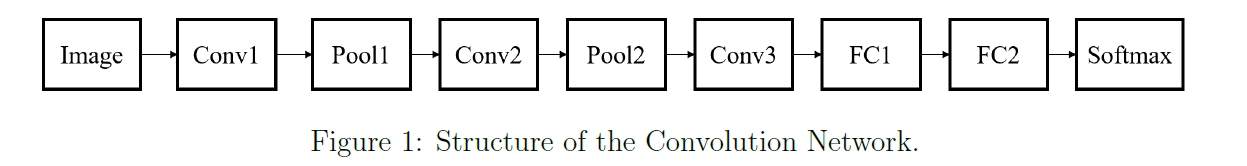 Image Conv1 Pool1 Conv2 Pool2 Conv3 FC1 FC2 Softmax
Figure 1: Structure of the Convolution Network.